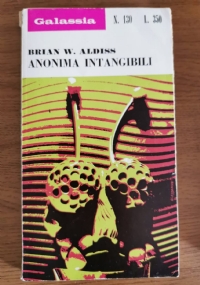 Galassia N. 130 L. 350
BRIAN W. ALDISS
ANONIMA INTANGIBILI